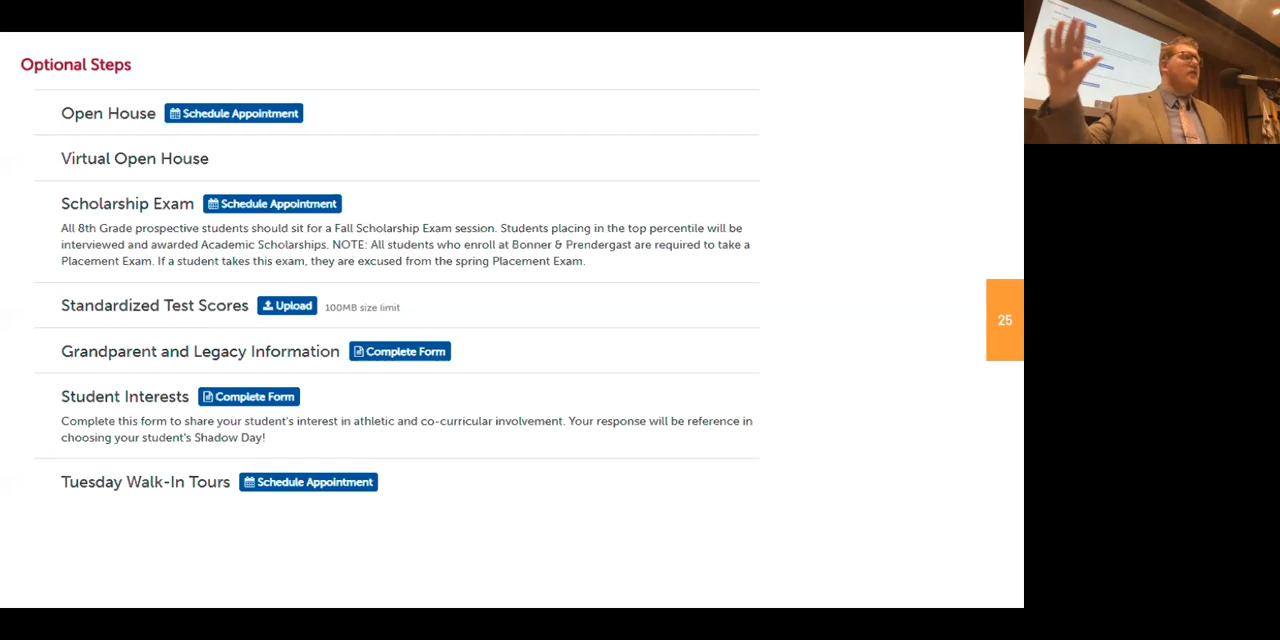 Optional Steps
Open House Schedule Appointment
Virtual Open House
Scholarship Exam Schedule Appointment
All 8th Grade prospective students should sit for a Fall Scholarship Exam session. Students placing in the top percentile will be
interviewed and awarded Academic Scholarships. NOTE: All students who enroll at Bonner & Prendergast are required to take a
Placement Exam. If a student takes this exam, they are excused from the spring Placement Exam.
Standardized Test Scores Upload 100MB size limit
25
Grandparent and Legacy Information Complete Form
Student Interests Complete Form
Complete this form to share your student's interest in athletic and co-curricular involvement. Your response will be reference in
choosing your student's Shadow Day!
Tuesday Walk-In Tours Schedule Appointment